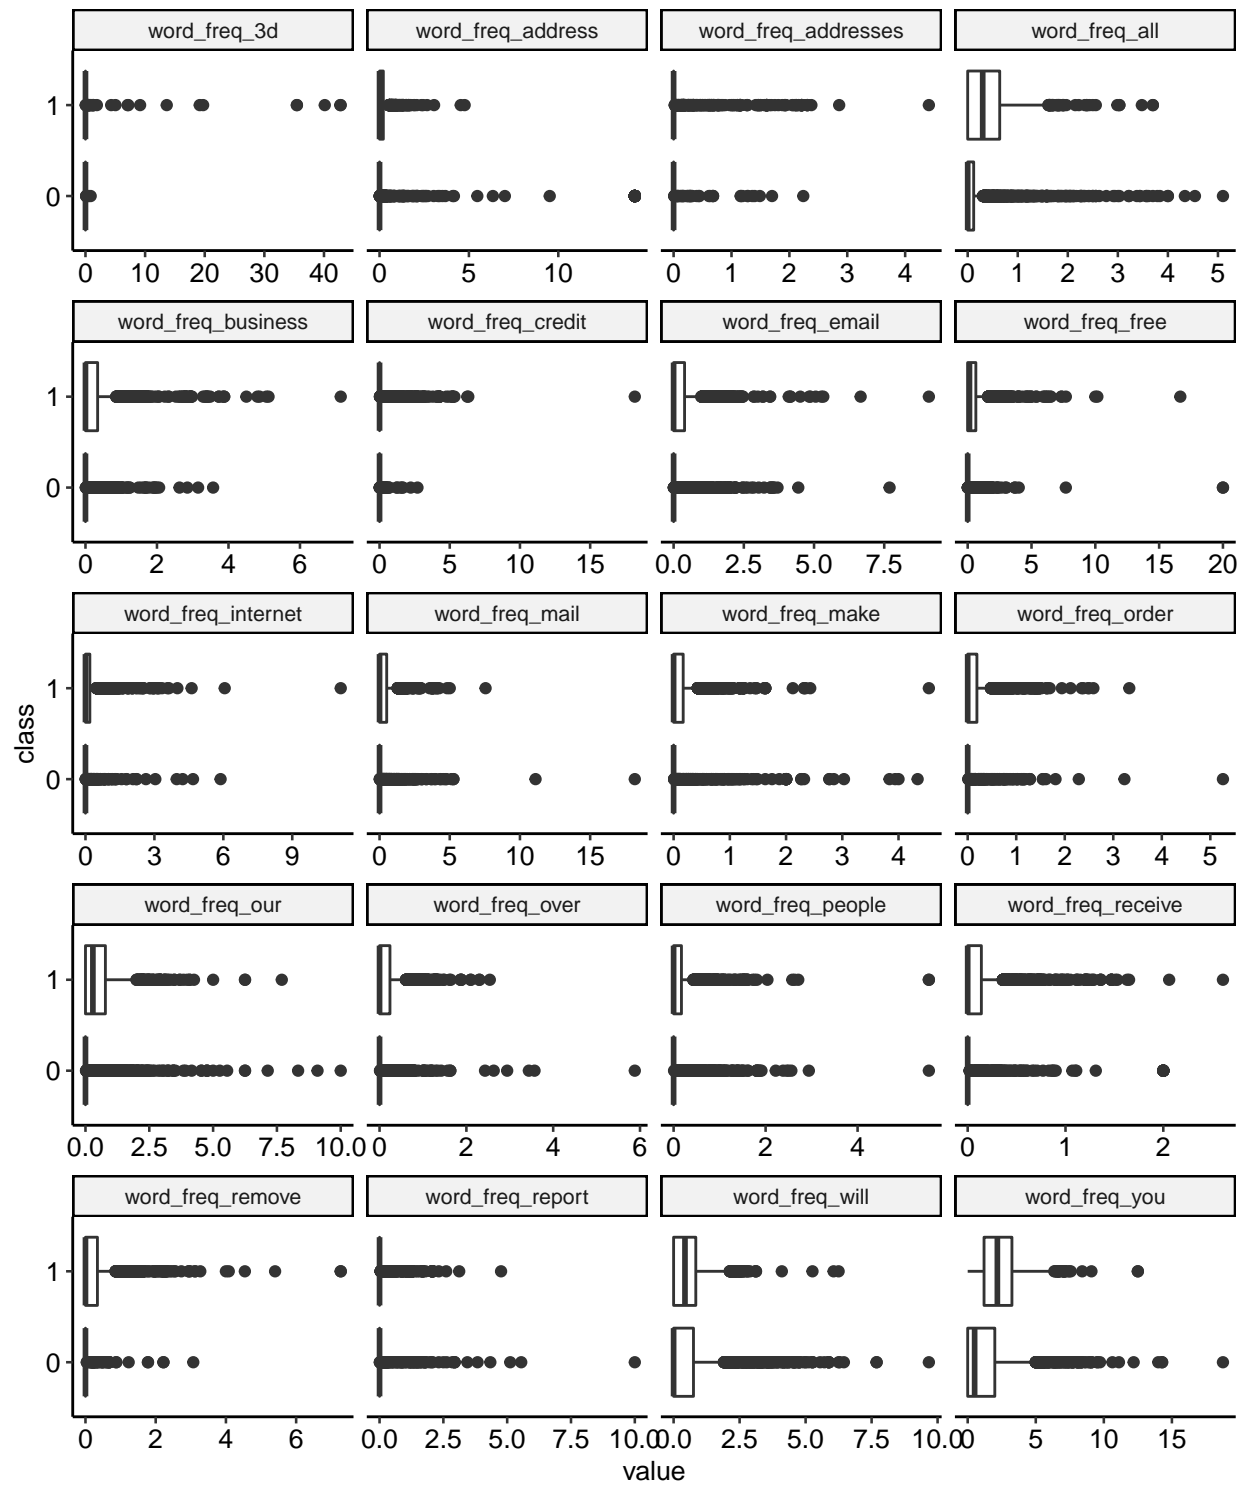 word_freq_3d word_freq_address word_freq_addresses word_freq_all
1
0
0 10 20 30 40 0 5 10 0 1 2 3 4 0 1 2 3 4 5
word_freq_business word_freq_credit word_freq_email word_freq_free
1
0
0 2 4 6 0 5 10 15 0.0 2.5 5.0 7.5 0 5 10 15 20
word_freq_internet word_freq_mail word_freq_make word_freq_order
1
0
0 3 6 9 0 5 10 15 0 1 2 3 4 0 1 2 3 4 5
class
word_freq_our word_freq_over word_freq_people word_freq_receive
1
0
0.0 2.5 5.0 7.5 10.0 0 2 4 6 0 2 4 0 1 2
word_freq_remove word_freq_report word_freq_will word_freq_you
1
0
0 2 4 6 0.0 2.5 5.0 7.5 10.0 0.0 2.5 5.0 7.5 10.0 0 5 10 15
value